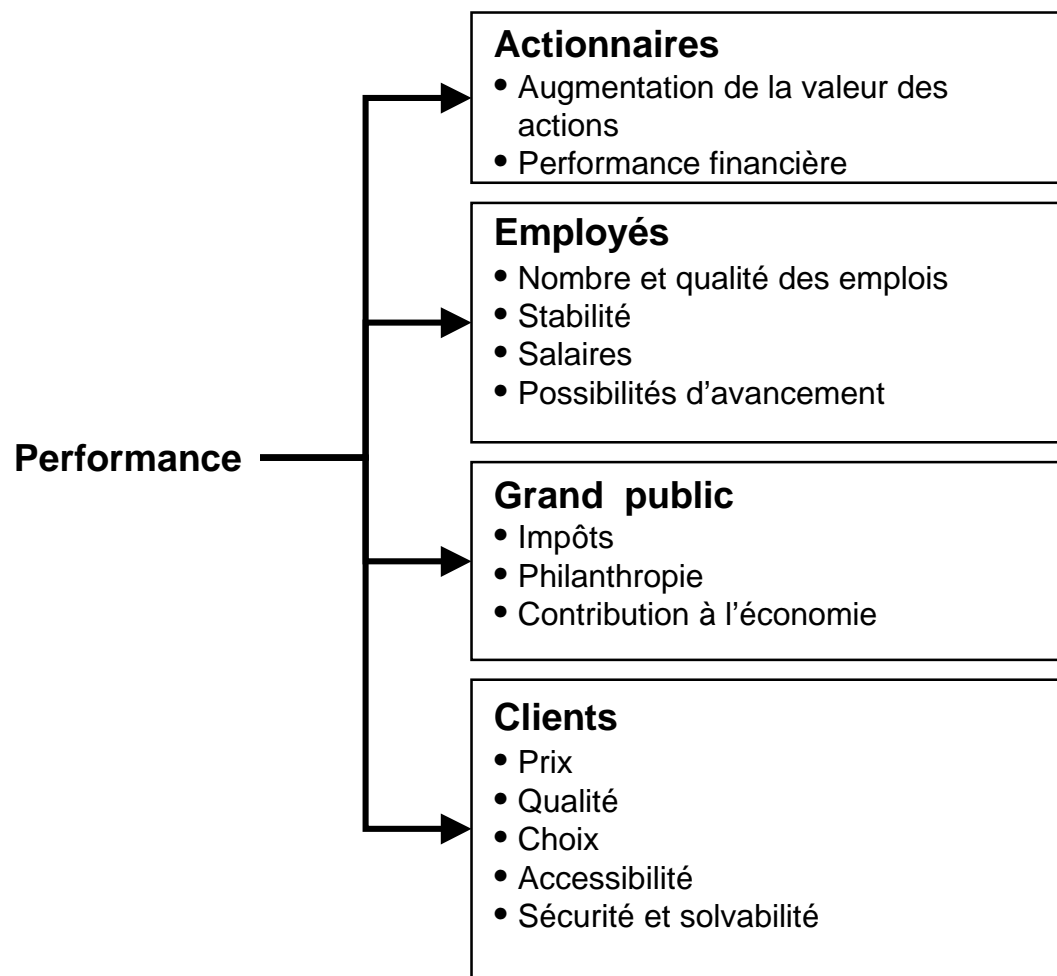 Actionnaires
• Augmentation de la valeur des
actions
• Performance financière
Employés
• Nombre et qualité des emplois
• Stabilité
• Salaires
• Possibilités d’avancement
Performance
Grand  public
• Impôts
• Philanthropie
• Contribution à l’économie
Clients
• Prix
• Qualité
• Choix
• Accessibilité
• Sécurité et solvabilité